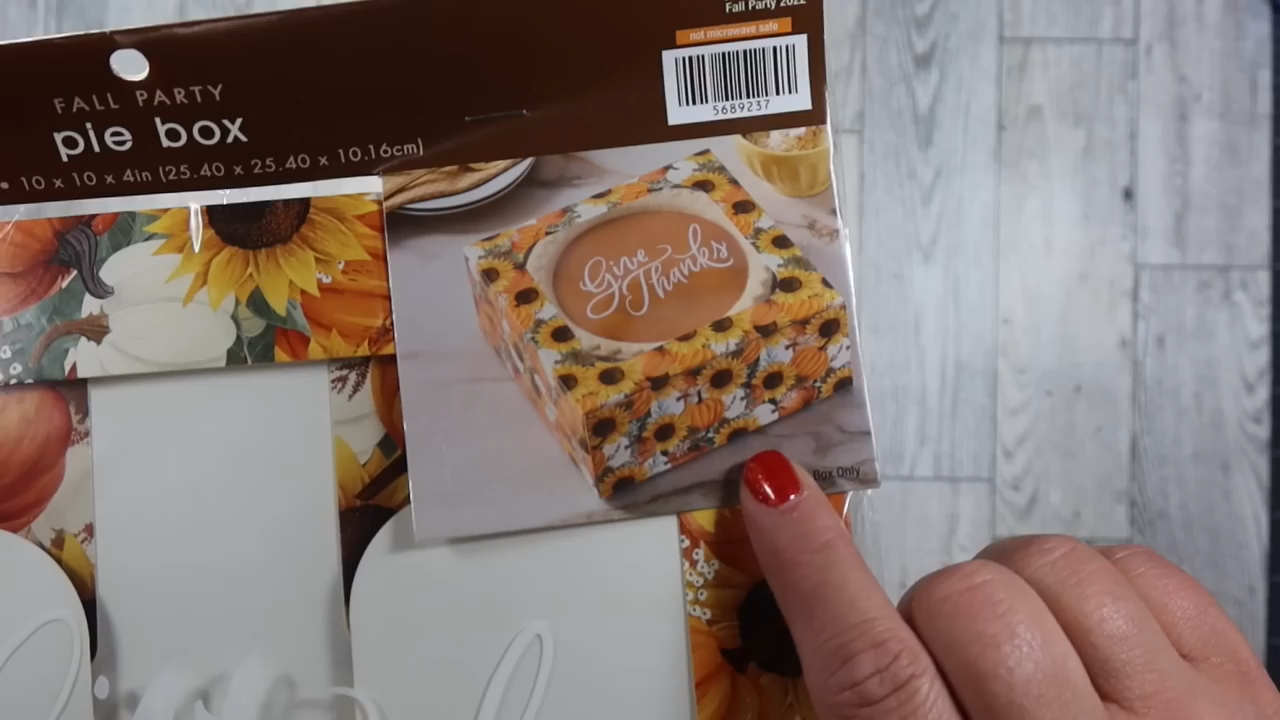 Fall Party 2022
not microwave safe
5689237
FALL PARTY
pie box
• 10 x 10 x 4in (25.40 x 25.40 x 10.16cm)
Give
Thanks
Box Only